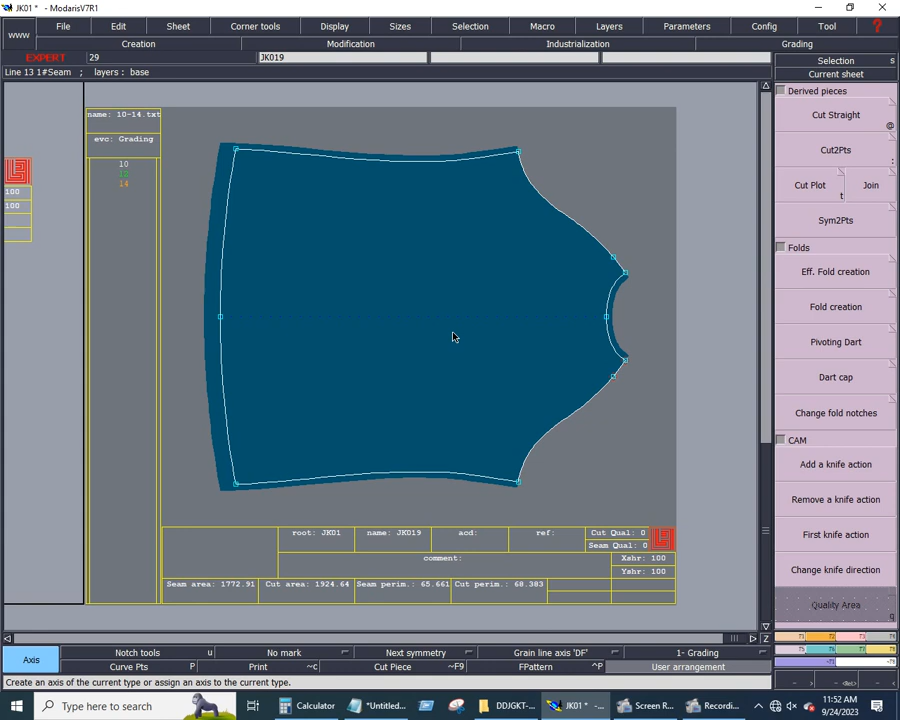 JK01 * - ModarisV7R1
www File Edit Sheet Corner tools Display Sizes Selection Macro Layers Parameters Config Tool ?
Creation Modification Industrialization Grading
EXPERT 29 JK019
Line 13 1#Seam ; layers : base
Selection s
Current sheet
Derived pieces
Cut Straight @
Cut2Pts :
Cut Plot t Join
Sym2Pts
Folds
Eff. Fold creation
Fold creation
Pivoting Dart
Dart cap
Change fold notches
CAM
Add a knife action
Remove a knife action
First knife action
Change knife direction
Quality Area q
name: 10-14.txt
evc: Grading
10
12
14
100
100
root: JK01 name: JK019 acd: ref: Cut Qual: 0
Seam Qual: 0
comment: Xshr: 100
Yshr: 100
Seam area: 1772.91 Cut area: 1924.64 Seam perim.: 65.661 Cut perim.: 68.383
Z
Axis Notch tools u No mark Next symmetry Grain line axis 'DF' 1- Grading
Curve Pts P Print ~c Cut Piece ~F9 FPattern ^P User arrangement
Create an axis of the current type or assign an axis to the current type.
Type here to search
Calculator *Untitled... DDJGKT-... JK01 * -... Screen R... Recordi...
11:52 AM
9/24/2023